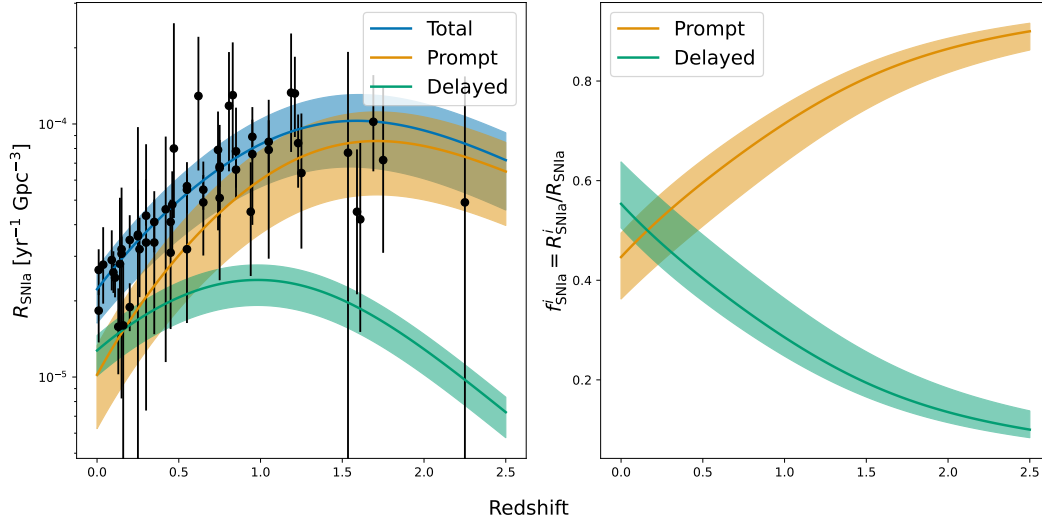 Total
Prompt
Delayed
10⁻⁴
10⁻⁵
R_SNIa [yr⁻¹ Gpc⁻³]
0.0 0.5 1.0 1.5 2.0 2.5
Prompt
Delayed
0.8
0.6
0.4
0.2
f^i_SNIa = R^i_SNIa/R_SNIa
0.0 0.5 1.0 1.5 2.0 2.5
Redshift